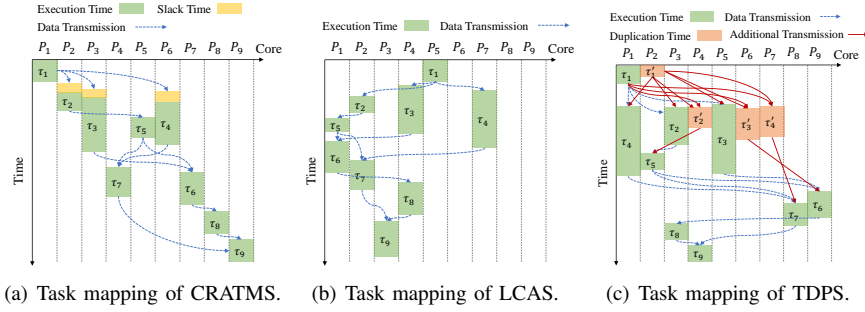 Execution Time Slack Time
Data Transmission
P₁ P₂ P₃ P₄ P₅ P₆ P₇ P₈ P₉ Core
Time
τ₁
τ₂
τ₃
τ₅
τ₄
τ₇
τ₆
τ₈
τ₉
(a) Task mapping of CRATMS.
Execution Time Data Transmission
P₁ P₂ P₃ P₄ P₅ P₆ P₇ P₈ P₉ Core
Time
τ₁
τ₂
τ₃
τ₄
τ₅
τ₆
τ₇
τ₈
τ₉
(b) Task mapping of LCAS.
Execution Time Data Transmission
Duplication Time Additional Transmission
P₁ P₂ P₃ P₄ P₅ P₆ P₇ P₉ Core
Time
τ₁
τ₁′
τ₂
τ₂′
τ₃′
τ₄′
τ₄
τ₅
τ₃
τ₆
τ₇
τ₈
τ₉
(c) Task mapping of TDPS.